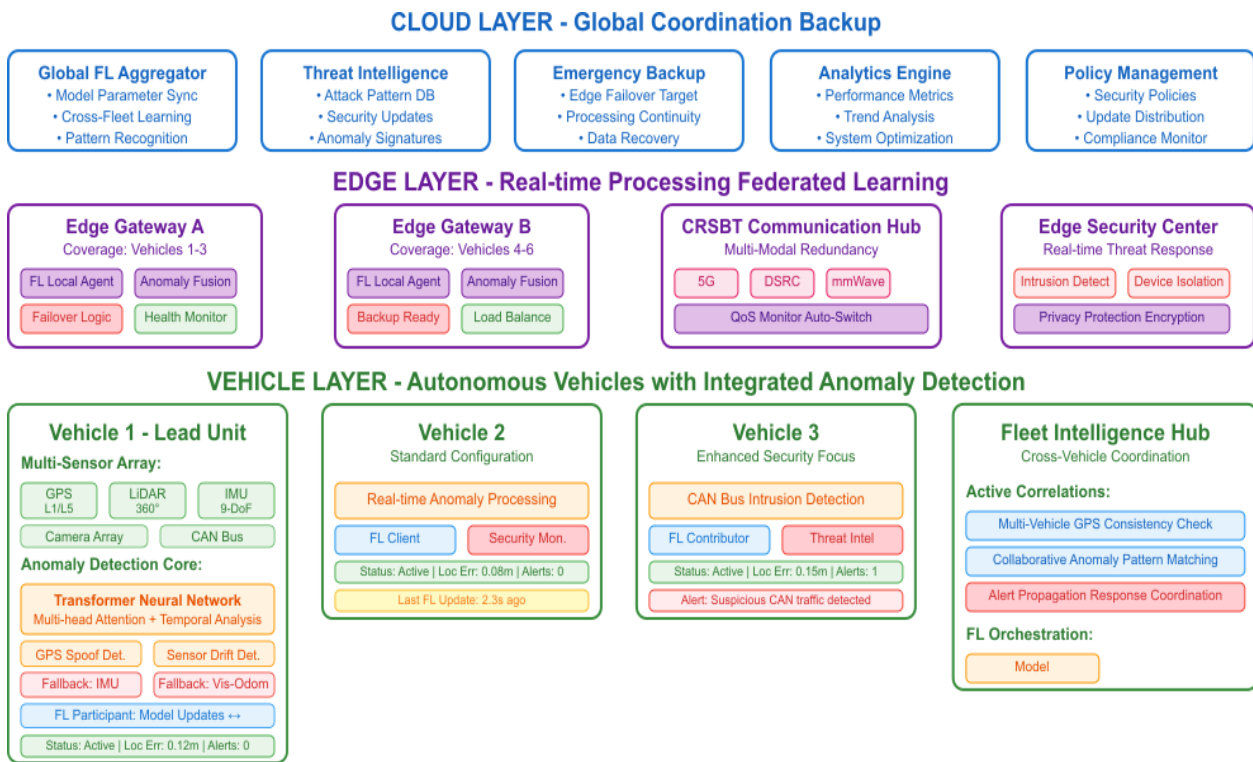 CLOUD LAYER - Global Coordination Backup
Global FL Aggregator
• Model Parameter Sync
• Cross-Fleet Learning
• Pattern Recognition
Threat Intelligence
• Attack Pattern DB
• Security Updates
• Anomaly Signatures
Emergency Backup
• Edge Failover Target
• Processing Continuity
• Data Recovery
Analytics Engine
• Performance Metrics
• Trend Analysis
• System Optimization
Policy Management
• Security Policies
• Update Distribution
• Compliance Monitor
EDGE LAYER - Real-time Processing Federated Learning
Edge Gateway A
Coverage: Vehicles 1-3
FL Local Agent
Anomaly Fusion
Failover Logic
Health Monitor
Edge Gateway B
Coverage: Vehicles 4-6
FL Local Agent
Anomaly Fusion
Backup Ready
Load Balance
CRSBT Communication Hub
Multi-Modal Redundancy
5G
DSRC
mmWave
QoS Monitor Auto-Switch
Edge Security Center
Real-time Threat Response
Intrusion Detect
Device Isolation
Privacy Protection Encryption
VEHICLE LAYER - Autonomous Vehicles with Integrated Anomaly Detection
Vehicle 1 - Lead Unit
Multi-Sensor Array:
GPS
L1/L5
LiDAR
360°
IMU
9-DoF
Camera Array
CAN Bus
Anomaly Detection Core:
Transformer Neural Network
Multi-head Attention + Temporal Analysis
GPS Spoof Det.
Sensor Drift Det.
Fallback: IMU
Fallback: Vis-Odom
FL Participant: Model Updates ↔
Status: Active | Loc Err: 0.12m | Alerts: 0
Vehicle 2
Standard Configuration
Real-time Anomaly Processing
FL Client
Security Mon.
Status: Active | Loc Err: 0.08m | Alerts: 0
Last FL Update: 2.3s ago
Vehicle 3
Enhanced Security Focus
CAN Bus Intrusion Detection
FL Contributor
Threat Intel
Status: Active | Loc Err: 0.15m | Alerts: 1
Alert: Suspicious CAN traffic detected
Fleet Intelligence Hub
Cross-Vehicle Coordination
Active Correlations:
Multi-Vehicle GPS Consistency Check
Collaborative Anomaly Pattern Matching
Alert Propagation Response Coordination
FL Orchestration:
Model